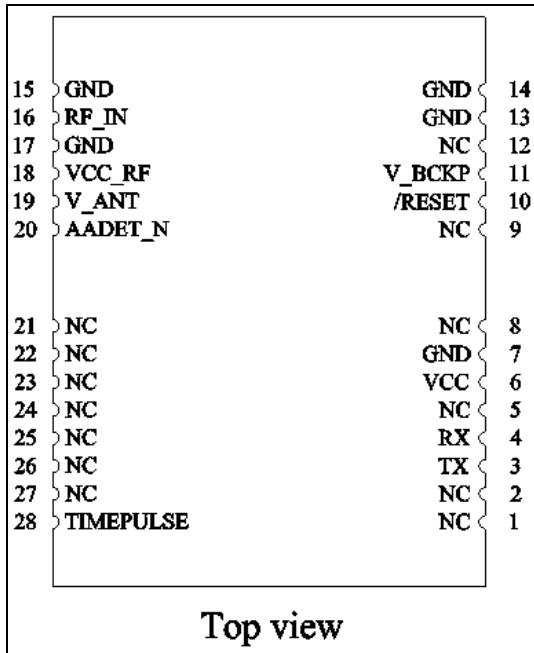 15 GND GND 14
16 RF_IN GND 13
17 GND NC 12
18 VCC_RF V_BCKP 11
19 V_ANT /RESET 10
20 AADET_N NC 9
21 NC NC 8
22 NC GND 7
23 NC VCC 6
24 NC NC 5
25 NC RX 4
26 NC TX 3
27 NC NC 2
28 TIMEPULSE NC 1
Top view